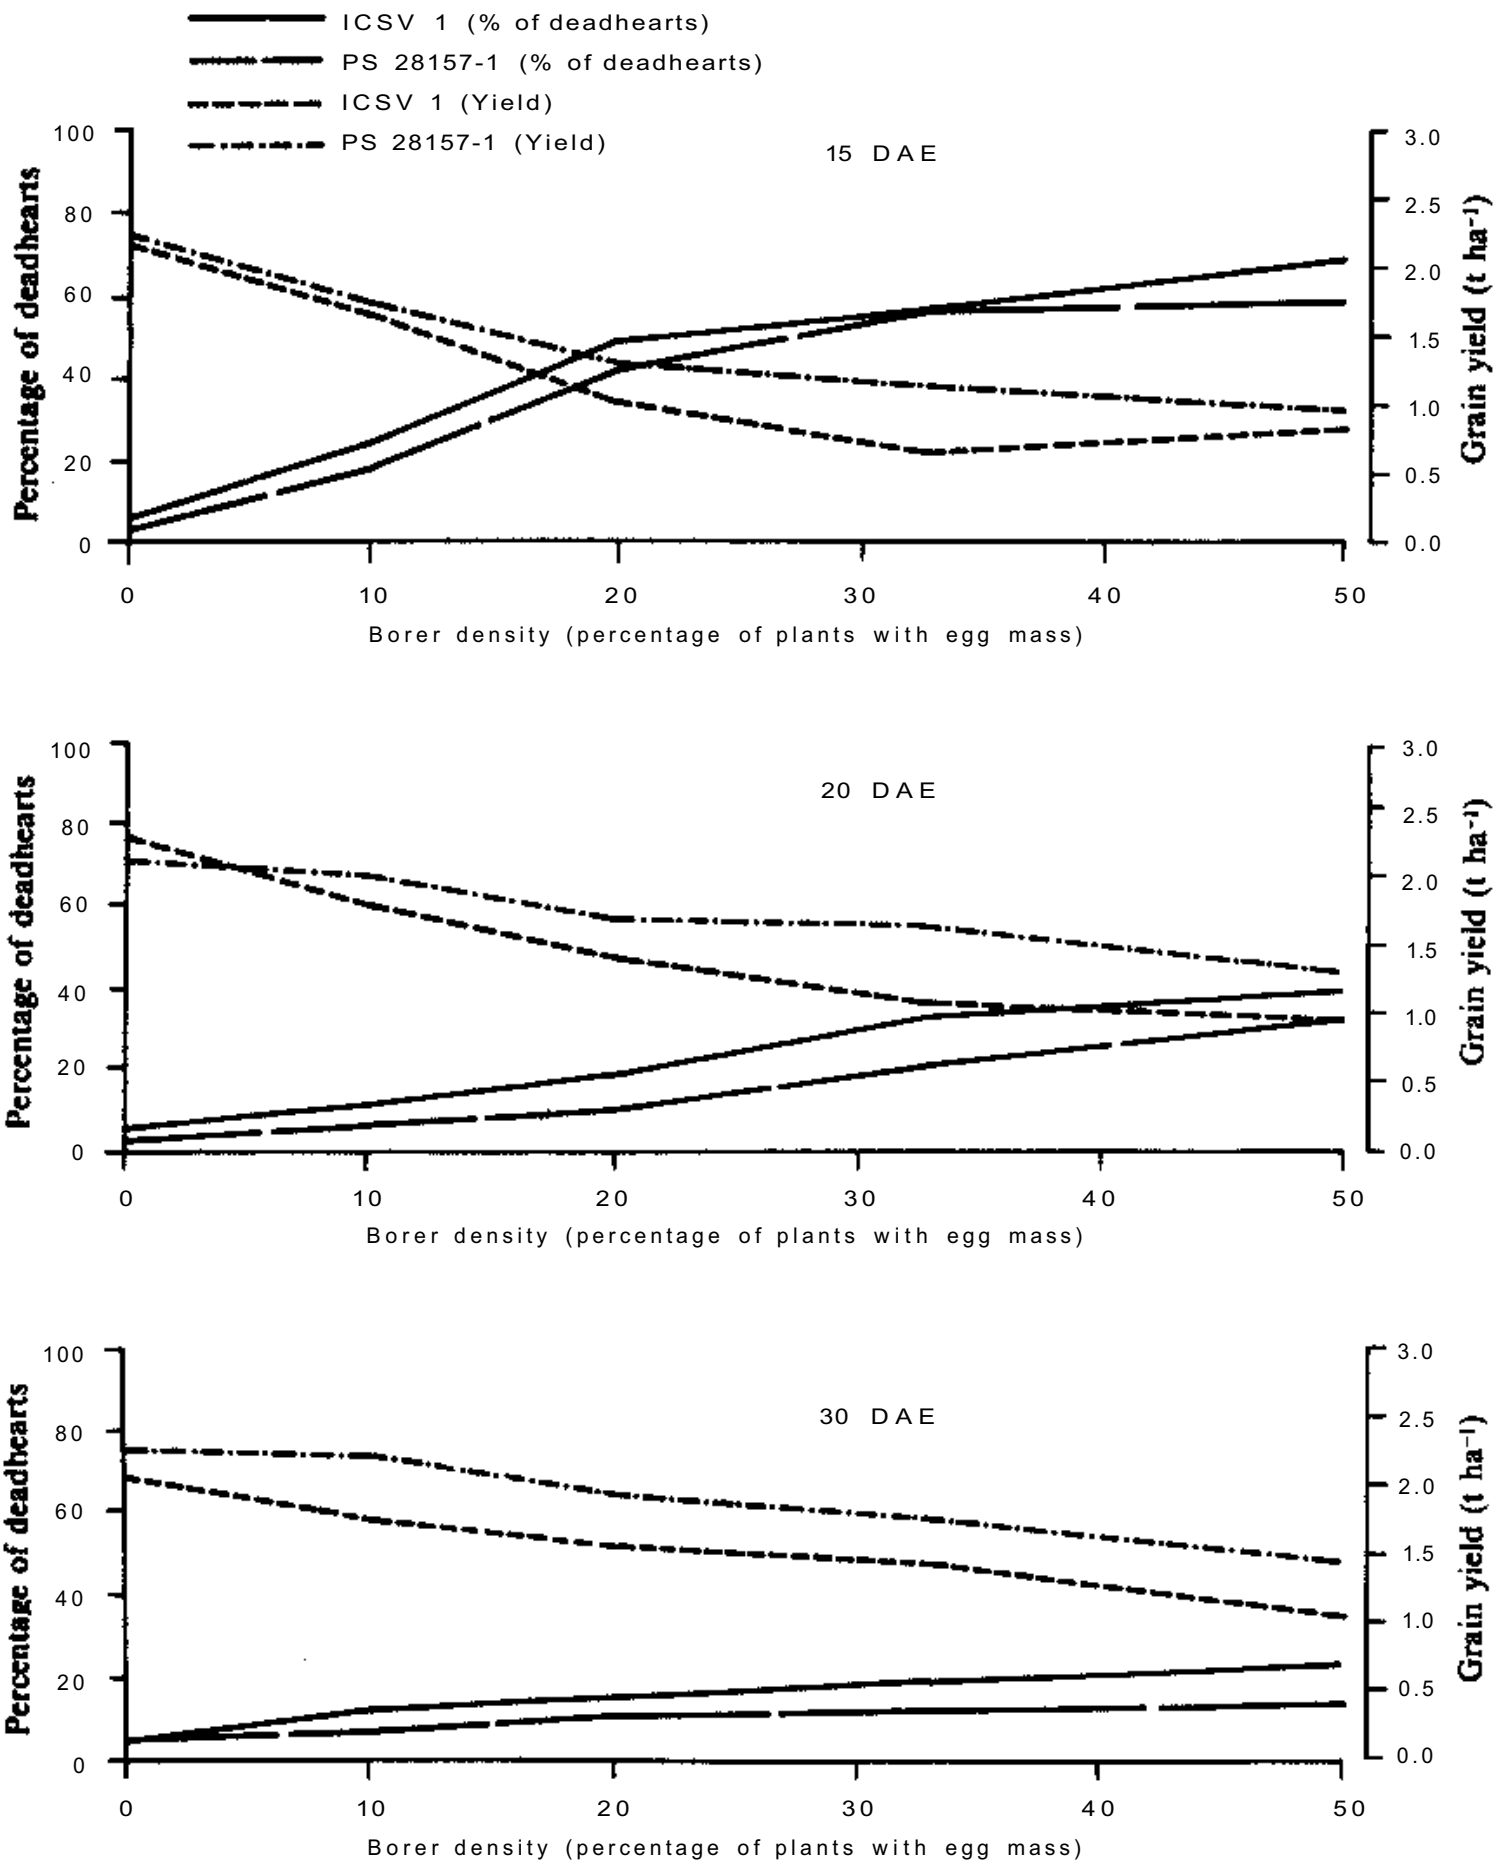 ICSV 1 (% of deadhearts)
PS 28157-1 (% of deadhearts)
ICSV 1 (Yield)
PS 28157-1 (Yield)
15 DAE
Percentage of deadhearts
100
80
60
40
20
0
3.0
2.5
2.0
1.5
1.0
0.5
0.0
Grain yield (t ha⁻¹)
0 10 20 30 40 50
Borer density (percentage of plants with egg mass)
20 DAE
Percentage of deadhearts
100
80
60
40
20
0
3.0
2.5
2.0
1.5
1.0
0.5
0.0
Grain yield (t ha⁻¹)
0 10 20 30 40 50
Borer density (percentage of plants with egg mass)
30 DAE
Percentage of deadhearts
100
80
60
40
20
0
3.0
2.5
2.0
1.5
1.0
0.5
0.0
Grain yield (t ha⁻¹)
0 10 20 30 40 50
Borer density (percentage of plants with egg mass)